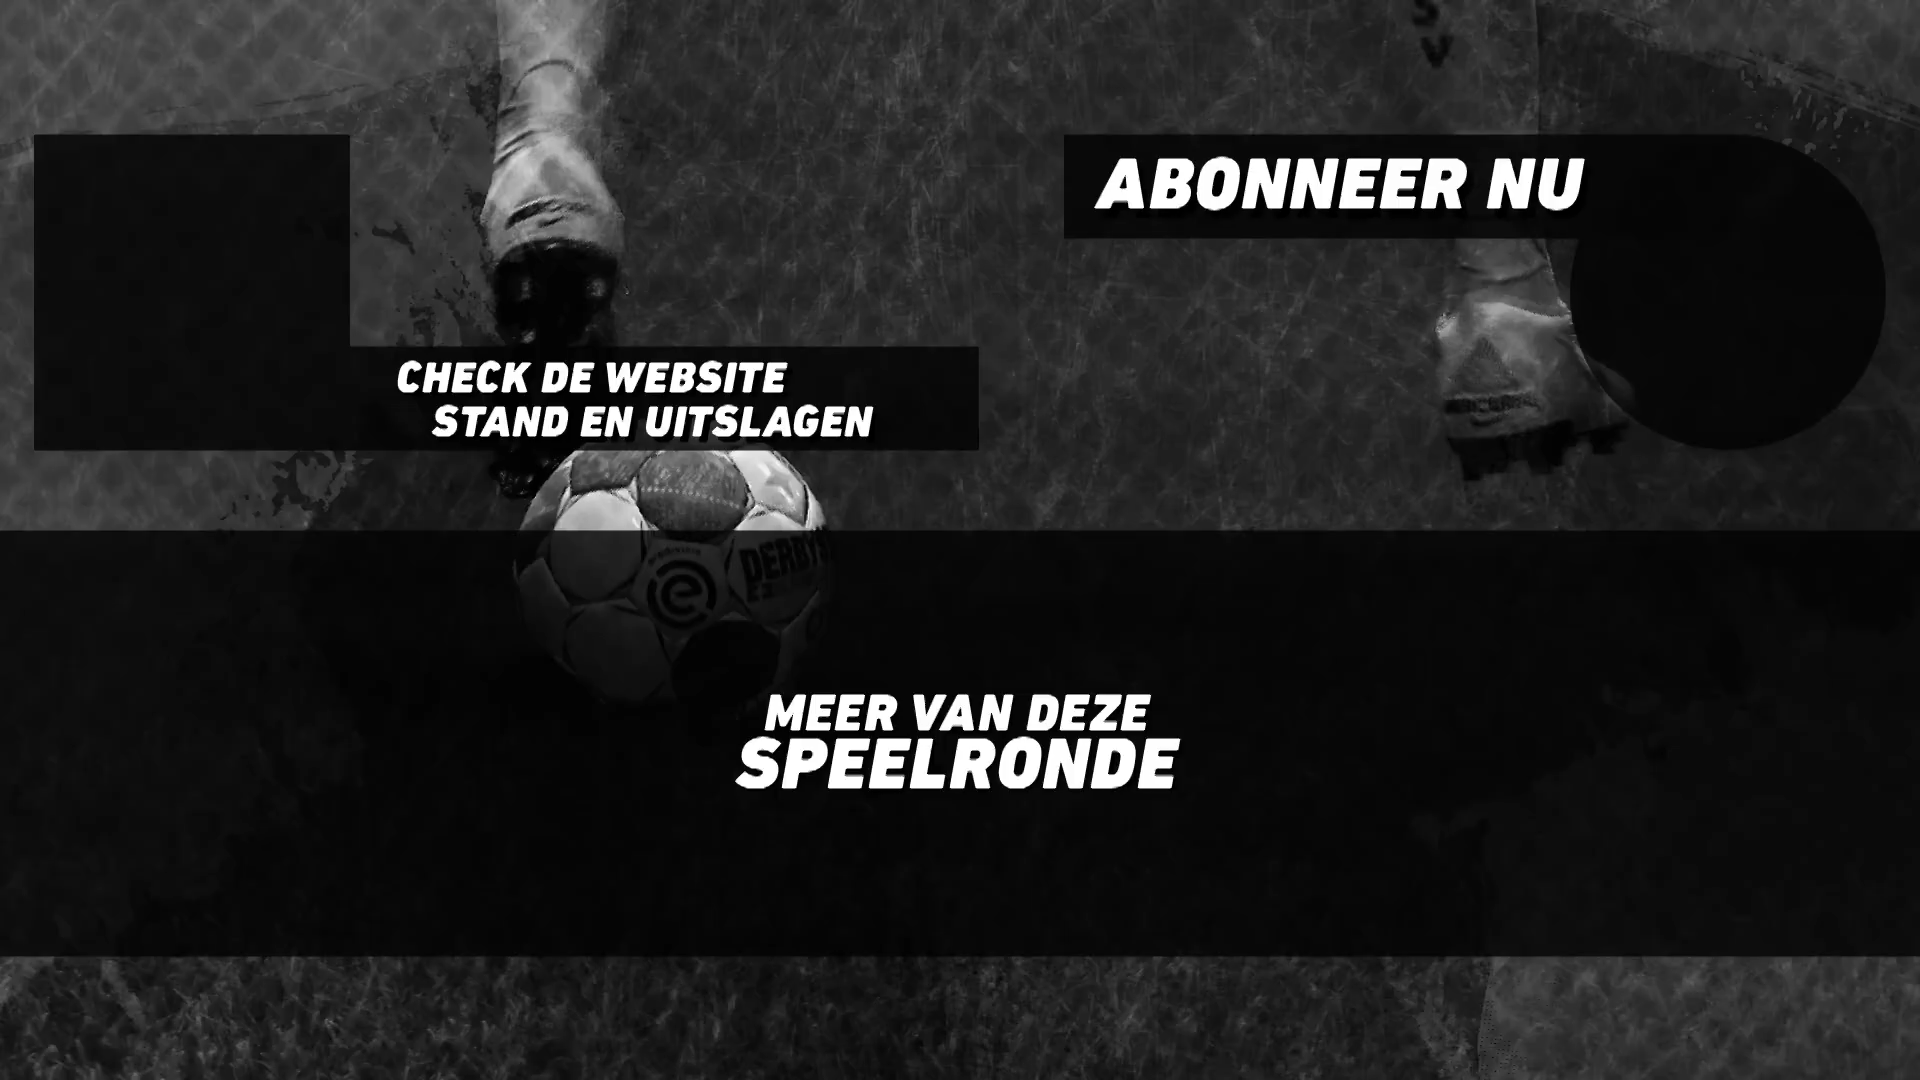 ABONNEER NU
CHECK DE WEBSITE
STAND EN UITSLAGEN
MEER VAN DEZE
SPEELRONDE